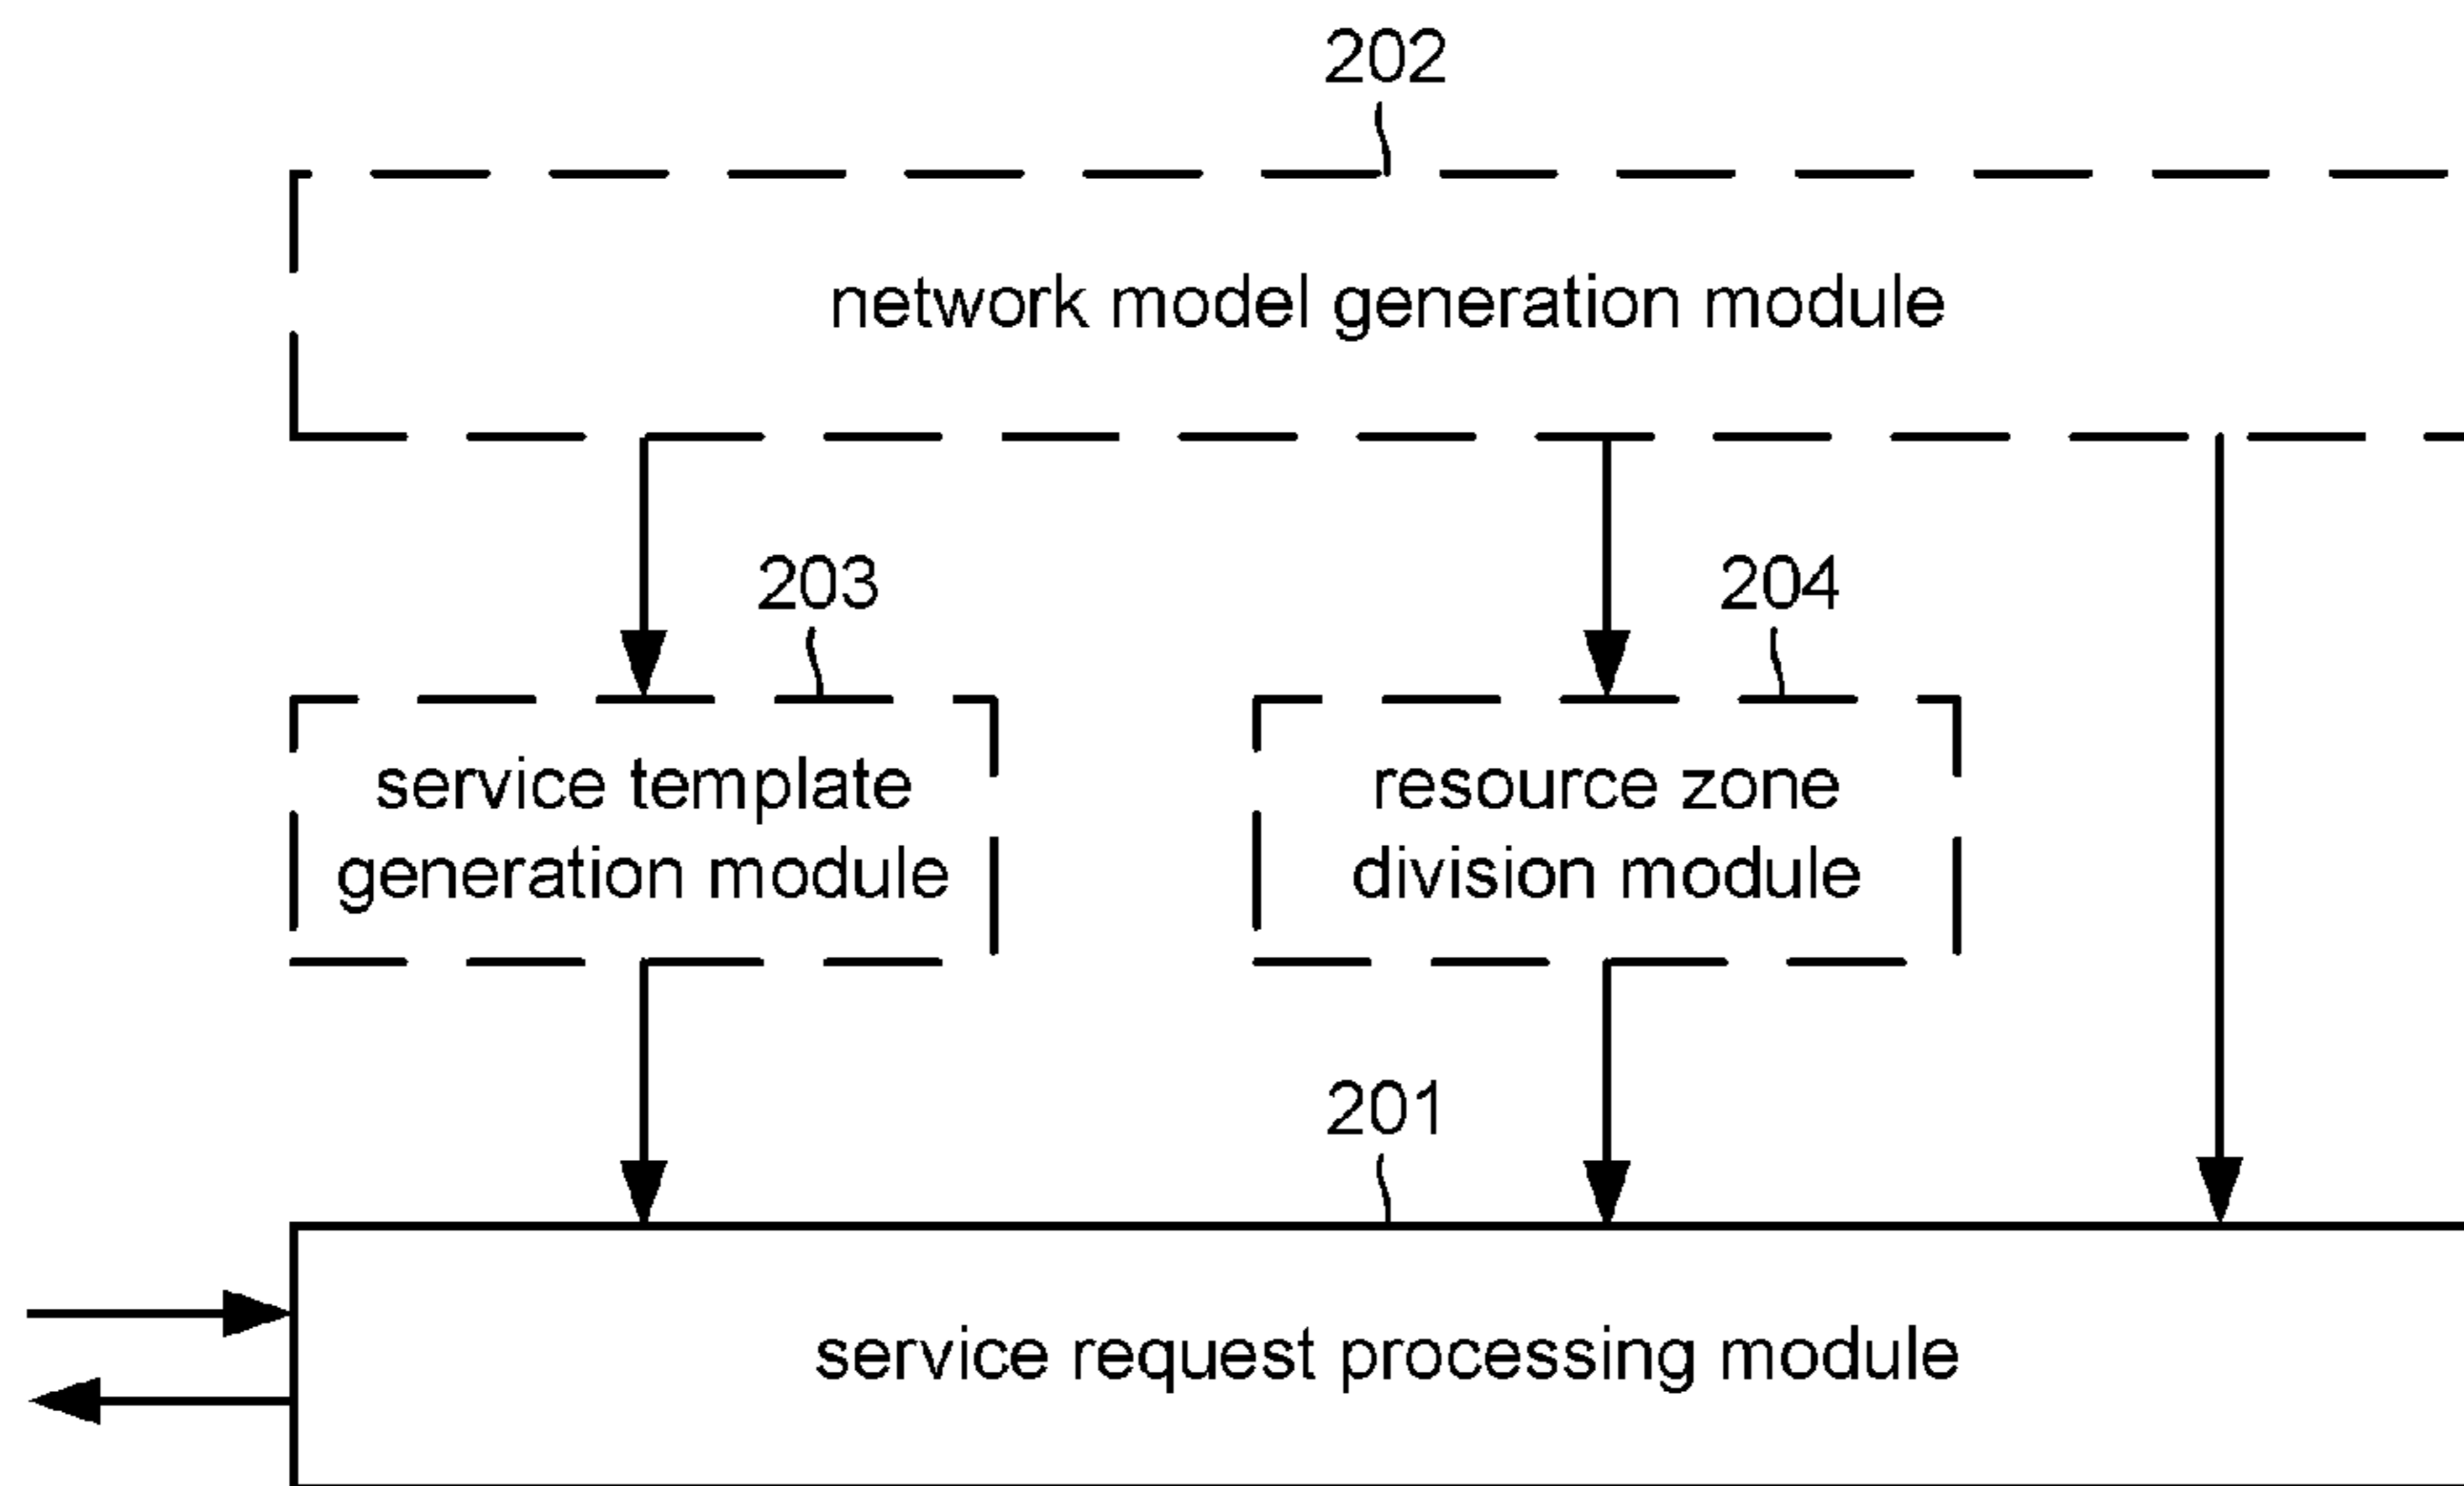 202
network model generation module
203
204
service template
generation module
resource zone
division module
201
service request processing module